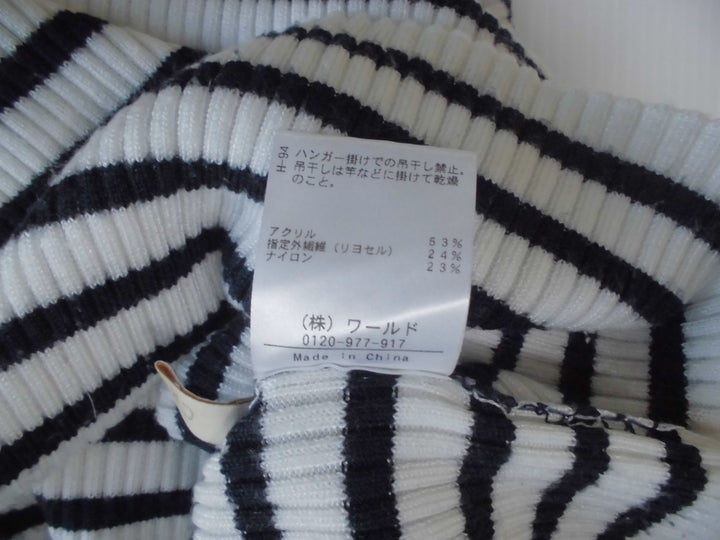 H-94
ハンガー掛けでの吊干し禁止。
吊干しは竿などに掛けて乾燥
のこと。
アクリル 53%
指定外繊維（リヨセル） 24%
ナイロン 23%
（株）ワールド
0120-977-917
Made in China